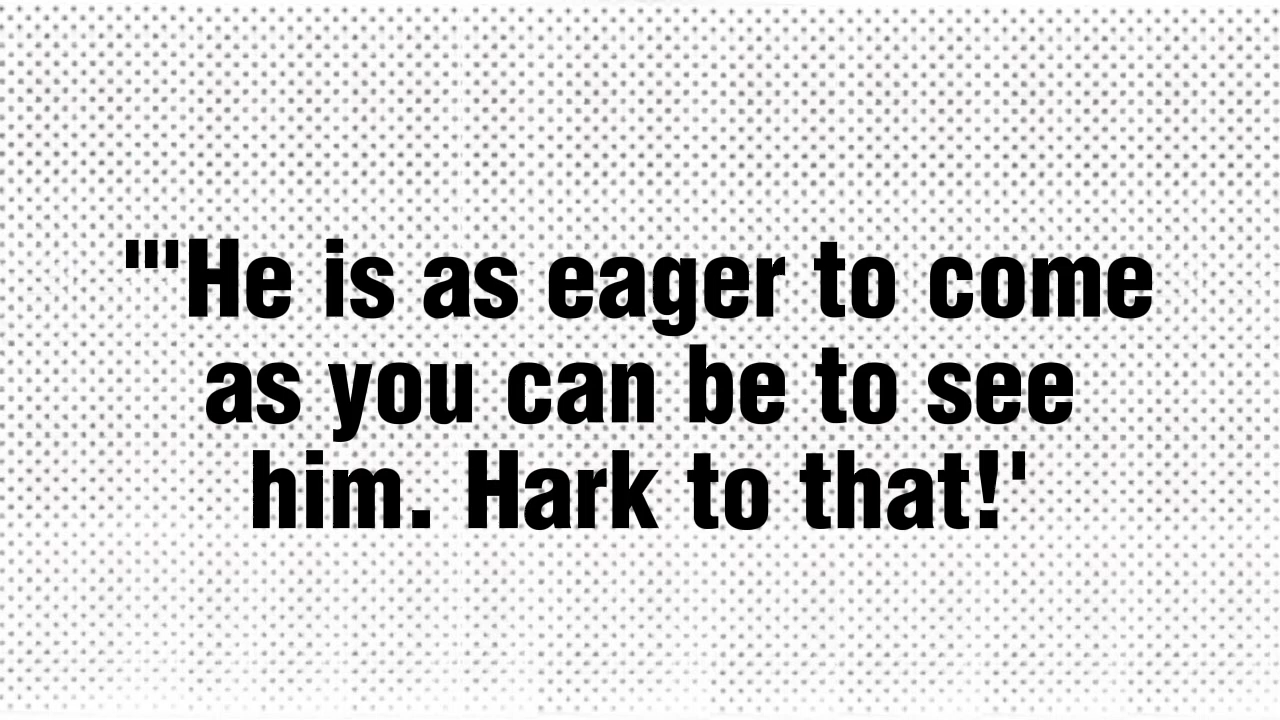 "'He is as eager to come
as you can be to see
him. Hark to that!'